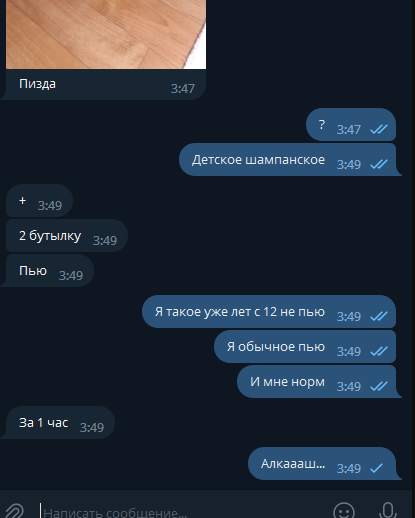 Пизда 3:47
? 3:47
Детское шампанское 3:49
+ 3:49
2 бутылку 3:49
Пью 3:49
Я такое уже лет с 12 не пью 3:49
Я обычное пью 3:49
И мне норм 3:49
За 1 час 3:49
Алкаааш... 3:49
Написать сообщение...